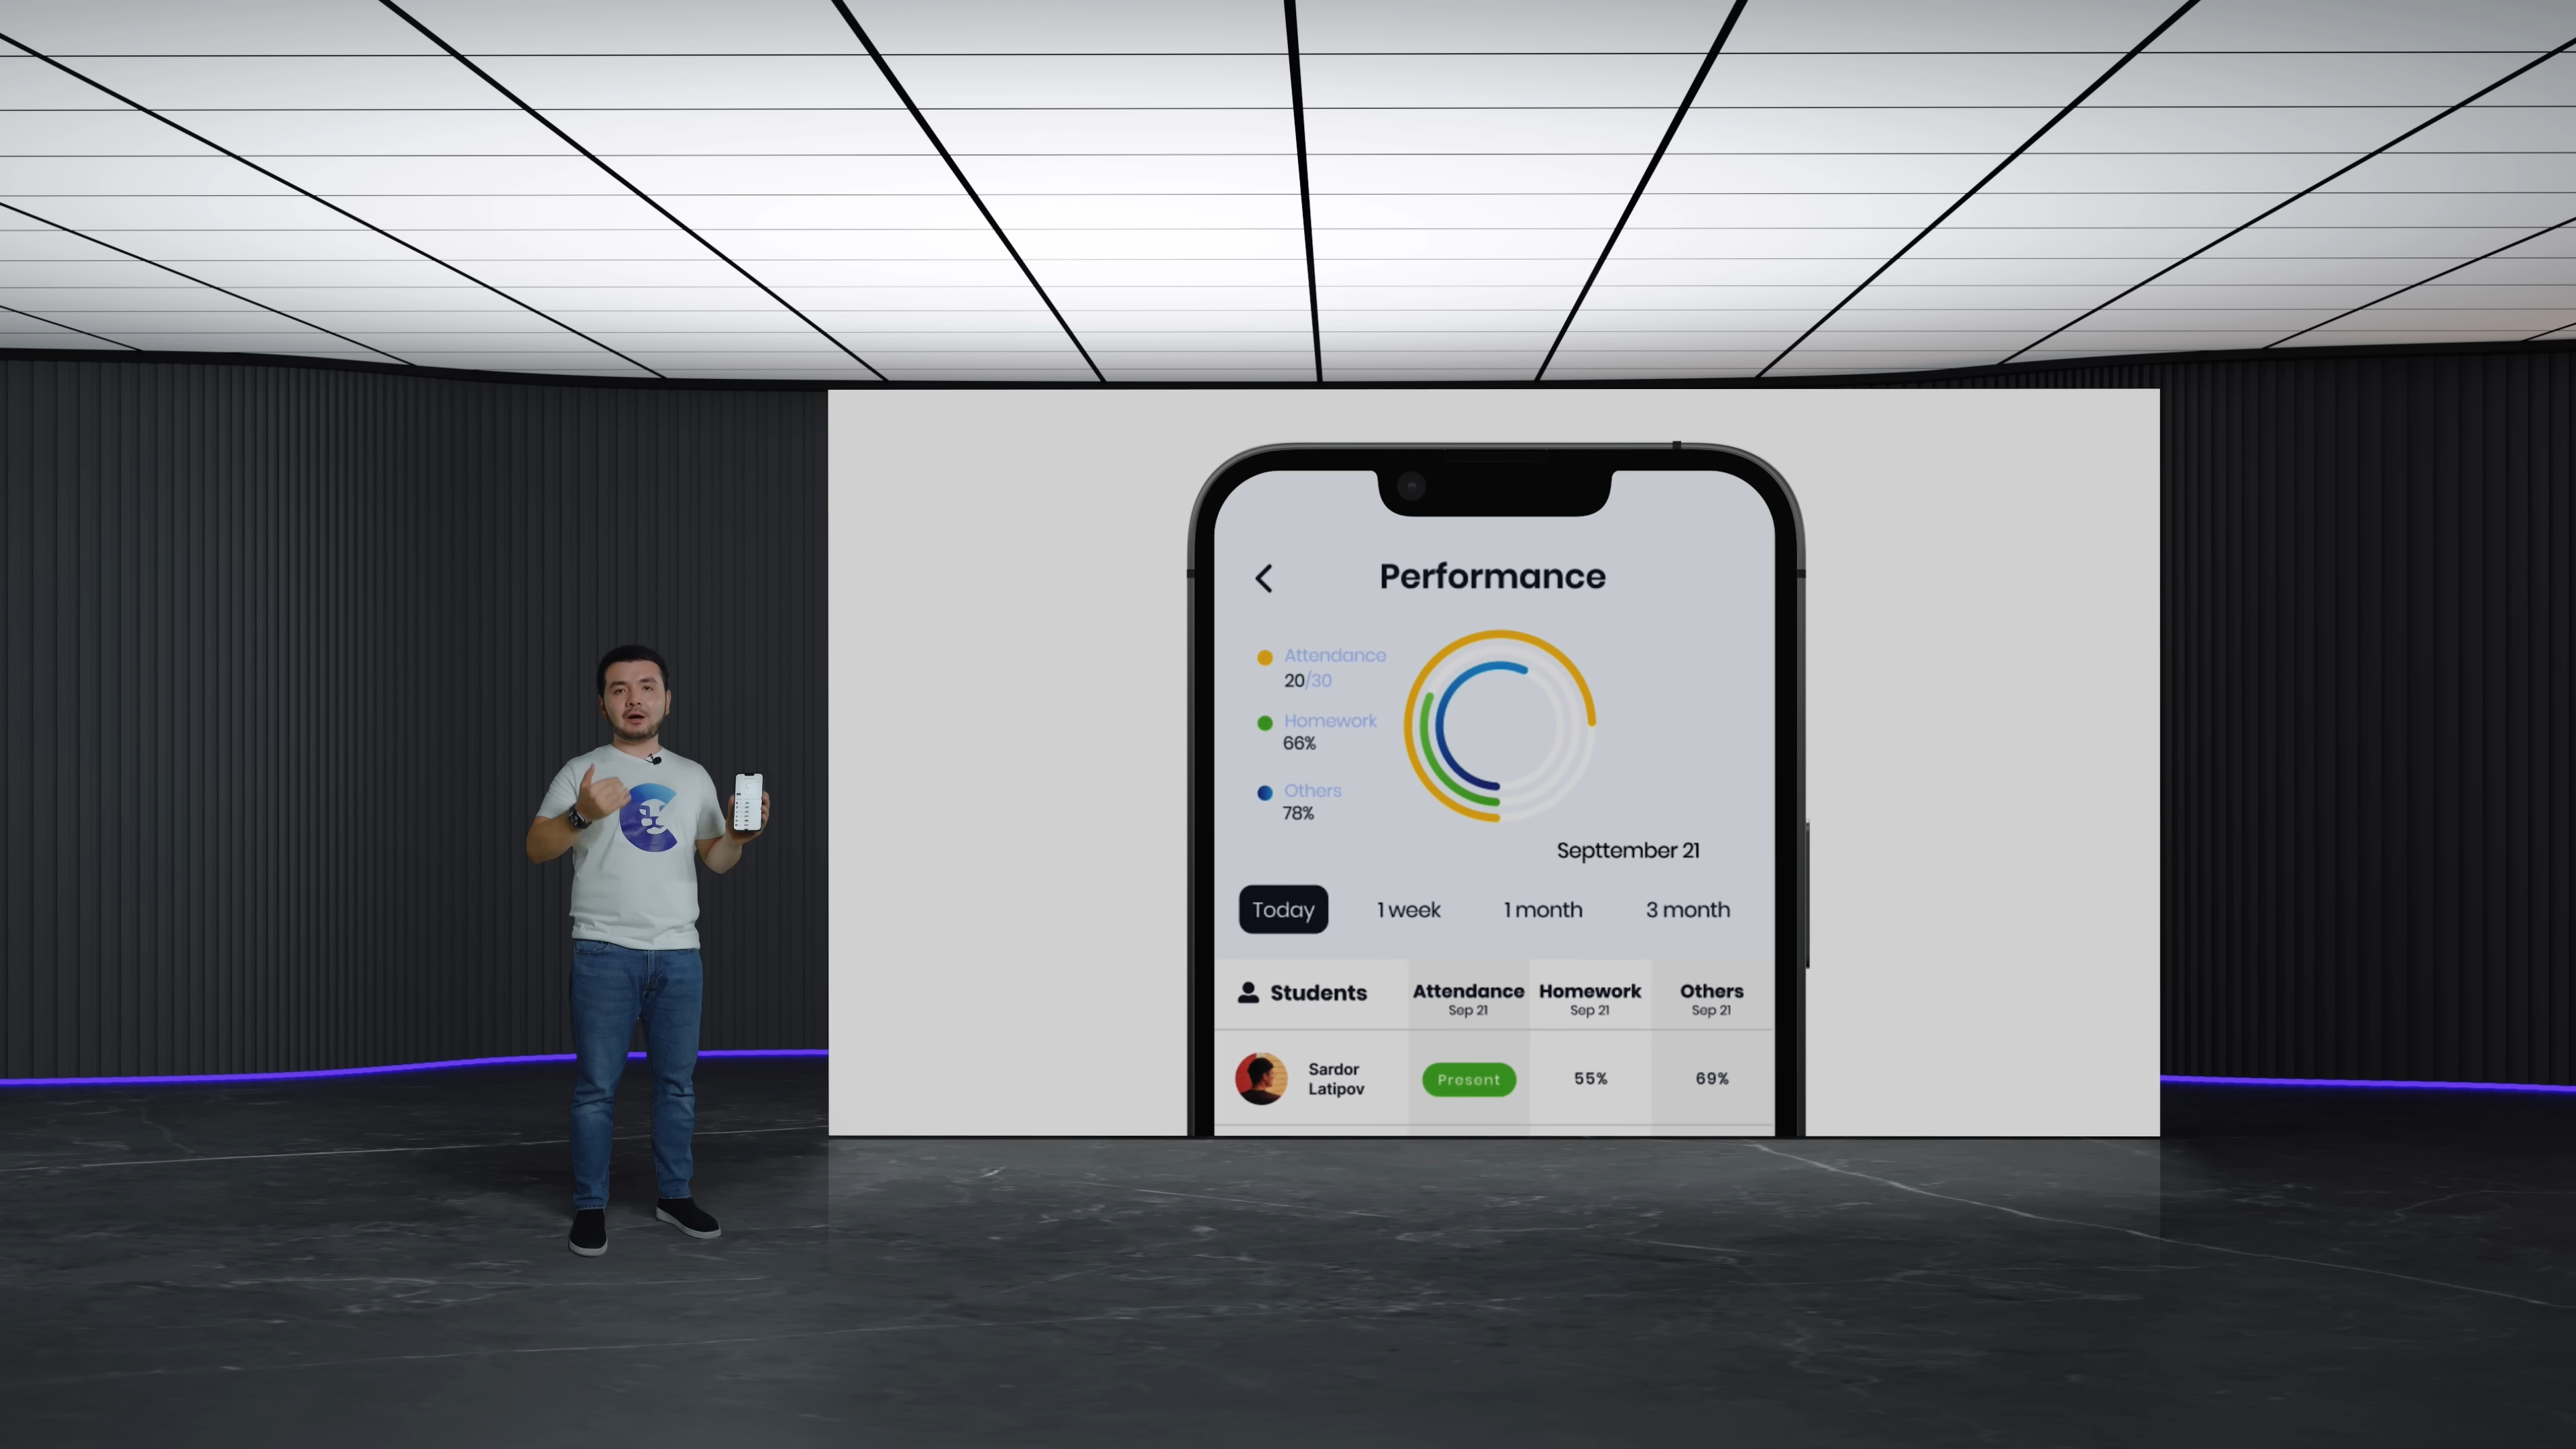 Performance
Attendance
20/30
Homework
66%
Others
78%
Septtember 21
Today 1 week 1 month 3 month
Students Attendance Homework Others
Sep 21 Sep 21 Sep 21
Sardor
Latipov
Present 55% 69%